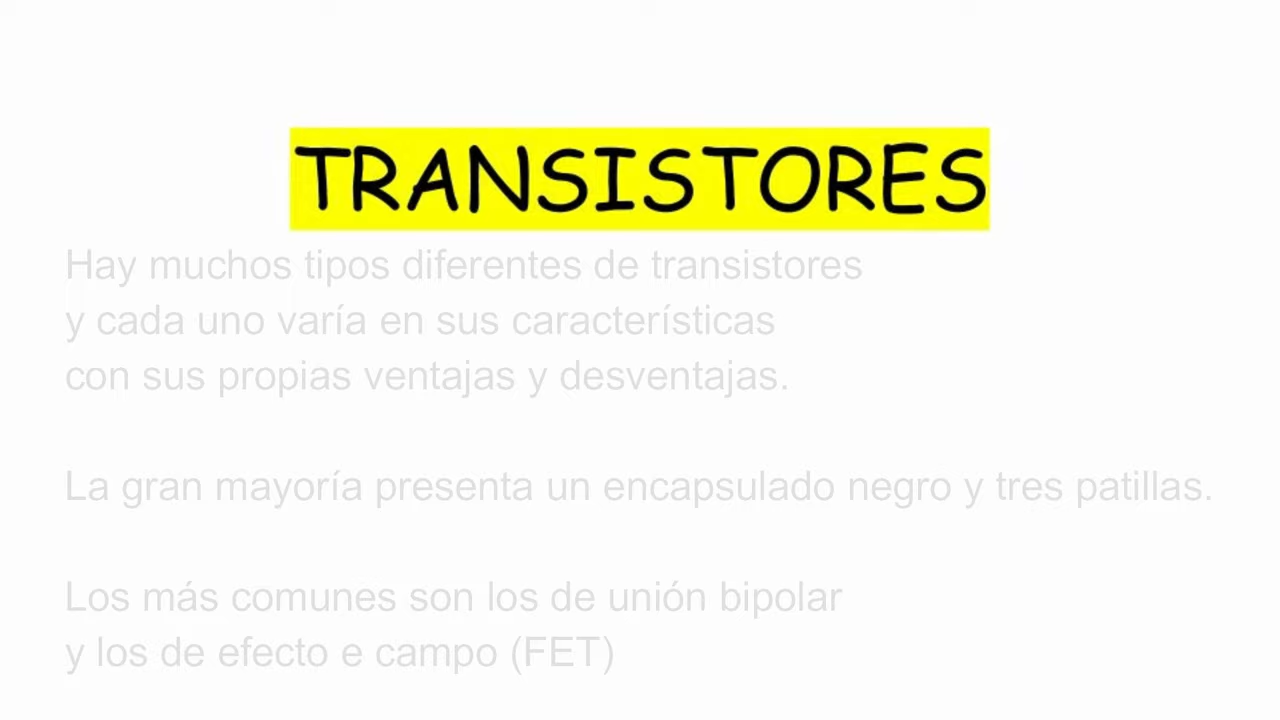 TRANSISTORES
Hay muchos tipos diferentes de transistores
y cada uno varía en sus características
con sus propias ventajas y desventajas.
La gran mayoría presenta un encapsulado negro y tres patillas.
Los más comunes son los de unión bipolar
y los de efecto e campo (FET)